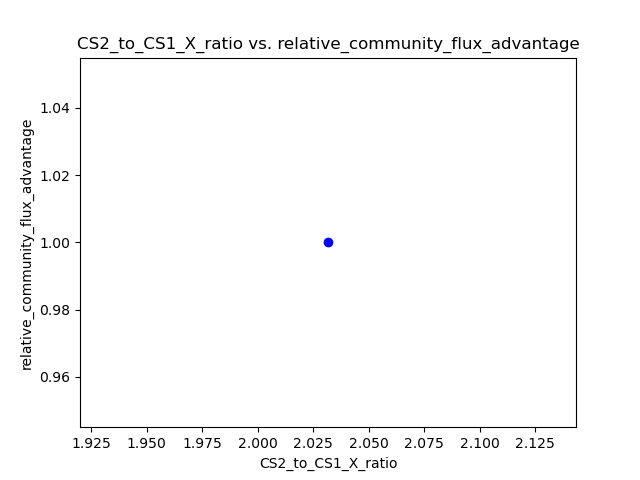 CS2_to_CS1_X_ratio vs. relative_community_flux_advantage
relative_community_flux_advantage
1.04
1.02
1.00
0.98
0.96
1.925 1.950 1.975 2.000 2.025 2.050 2.075 2.100 2.125
CS2_to_CS1_X_ratio